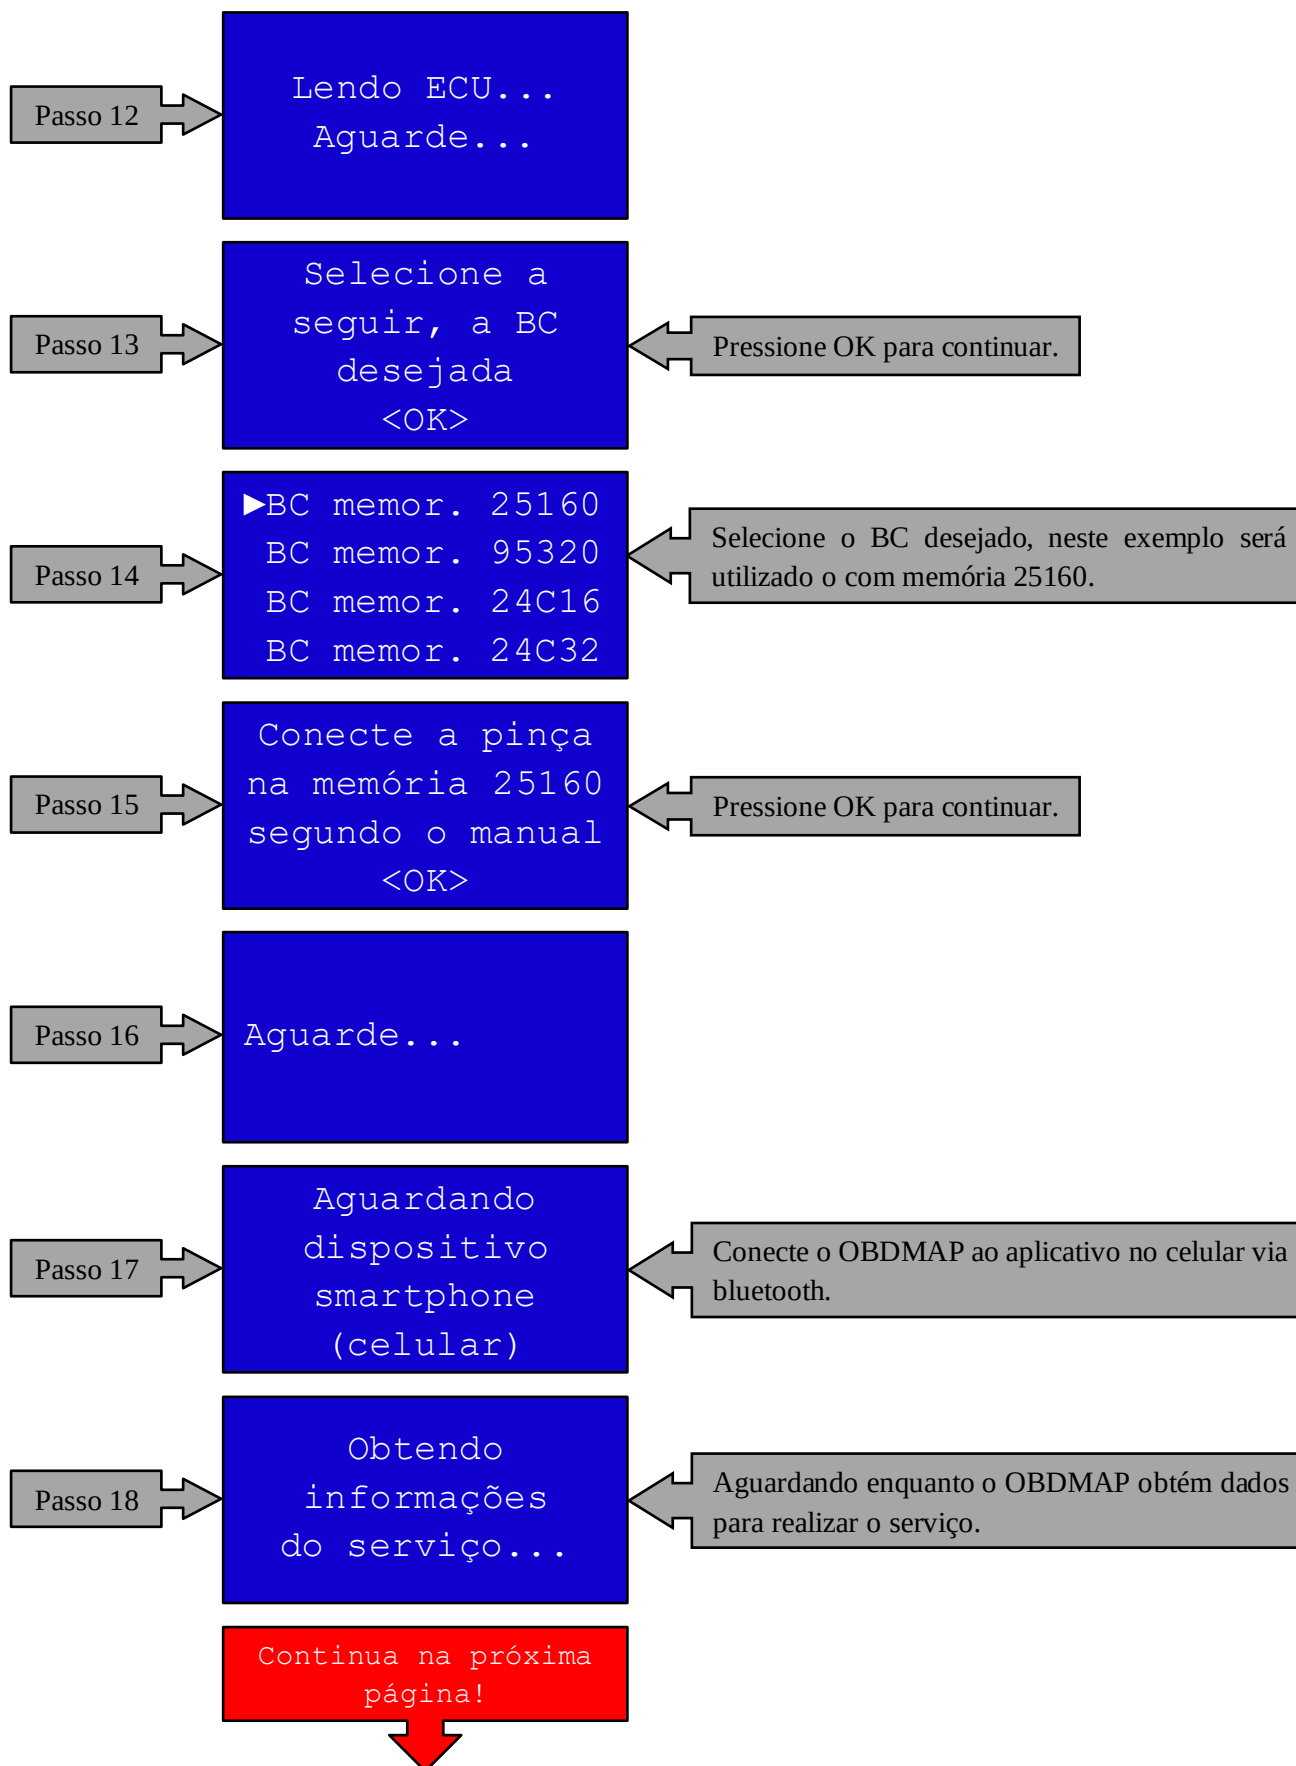 Passo 12
Lendo ECU...
Aguarde...
Passo 13
Selecione a
seguir, a BC
desejada
<OK>
Pressione OK para continuar.
Passo 14
►BC memor. 25160
BC memor. 95320
BC memor. 24C16
BC memor. 24C32
Selecione o BC desejado, neste exemplo será
utilizado o com memória 25160.
Passo 15
Conecte a pinça
na memória 25160
segundo o manual
<OK>
Pressione OK para continuar.
Passo 16
Aguarde...
Passo 17
Aguardando
dispositivo
smartphone
(celular)
Conecte o OBDMAP ao aplicativo no celular via
bluetooth.
Passo 18
Obtendo
informações
do serviço...
Aguardando enquanto o OBDMAP obtém dados
para realizar o serviço.
Continua na próxima
página!